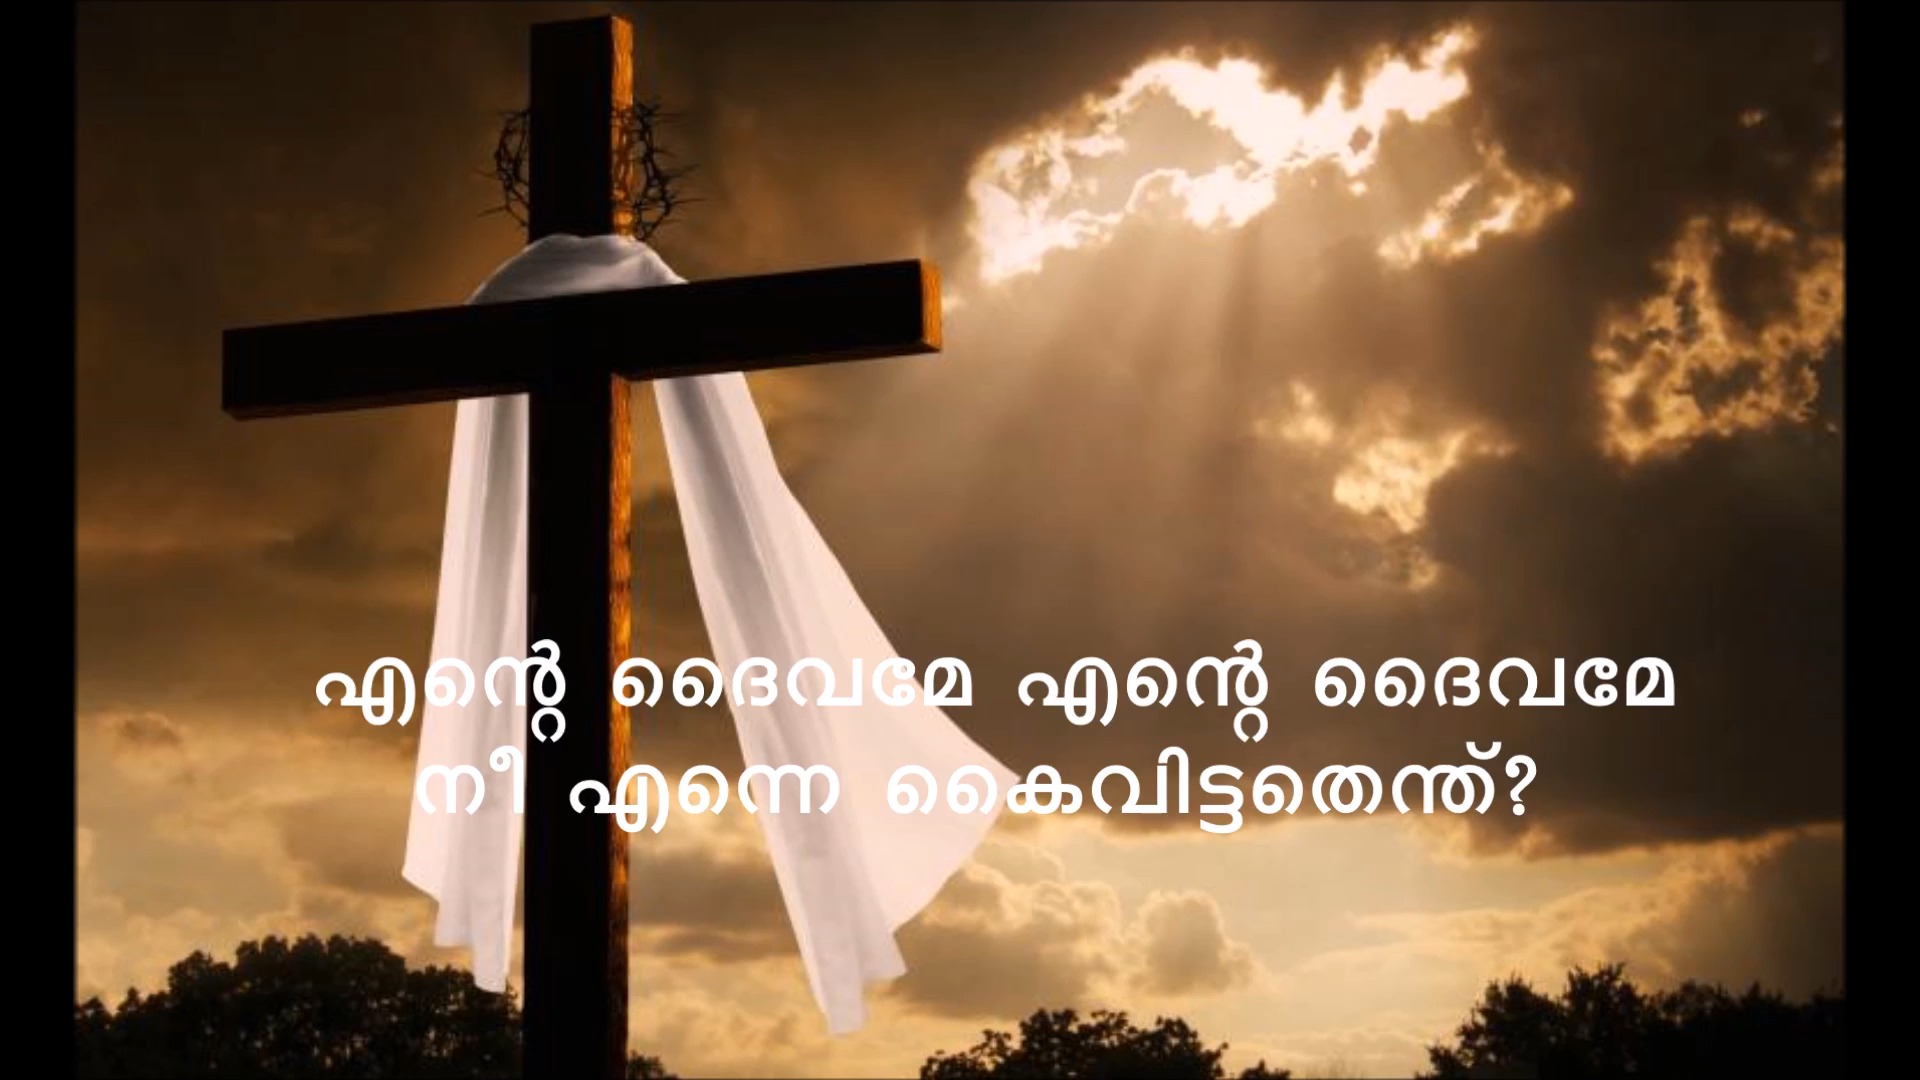 എന്റെ ദൈവമേ എന്റെ ദൈവമേ
നീ എന്നെ കൈവിട്ടതെന്ത്?